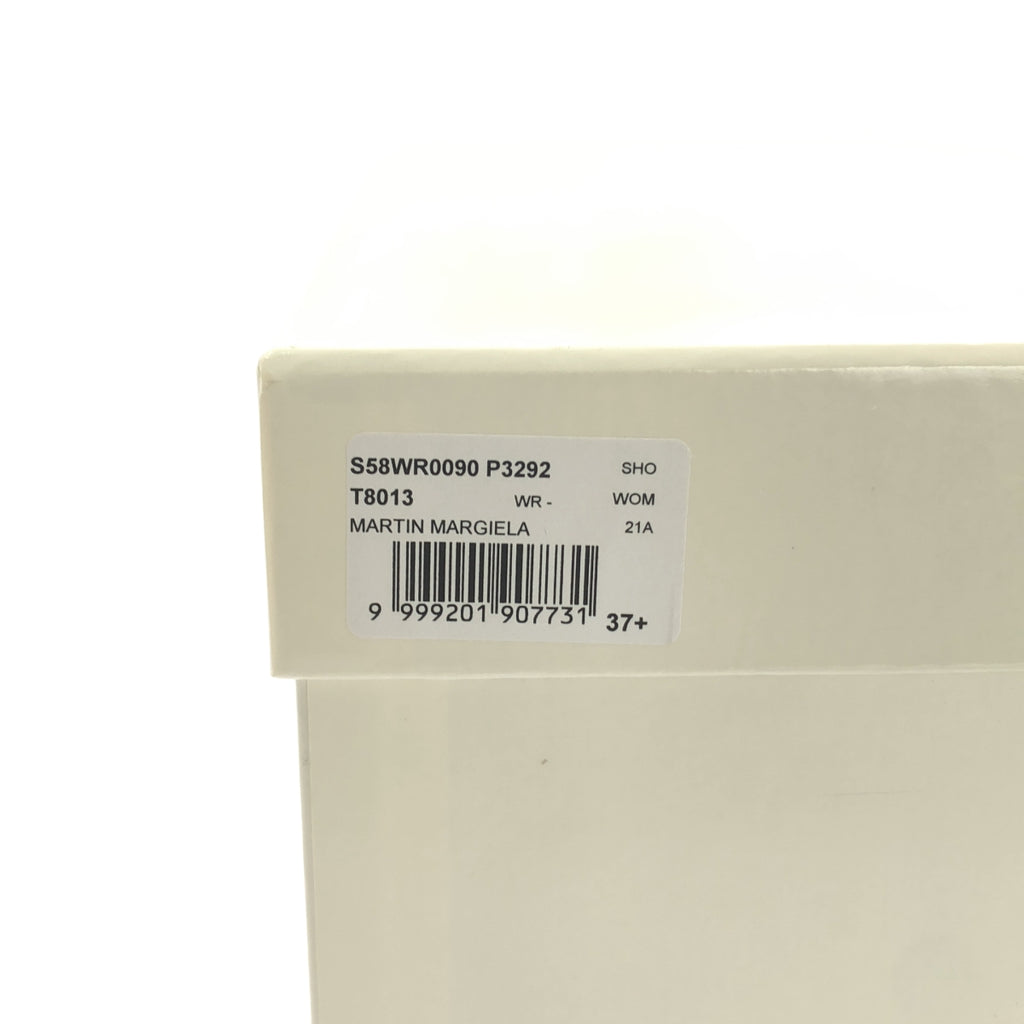 S58WR0090 P3292 SHO
T8013 WR - WOM
MARTIN MARGIELA 21A
9 999201 907731 37+